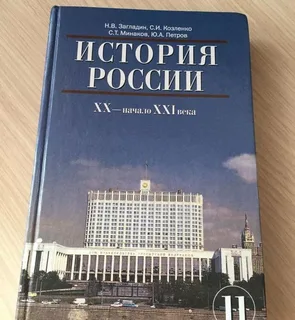 Н.В. Загладин, С.И. Козленко
С.Т. Минаков, Ю.А. Петров
ИСТОРИЯ
РОССИИ
XX—начало XXI века
11